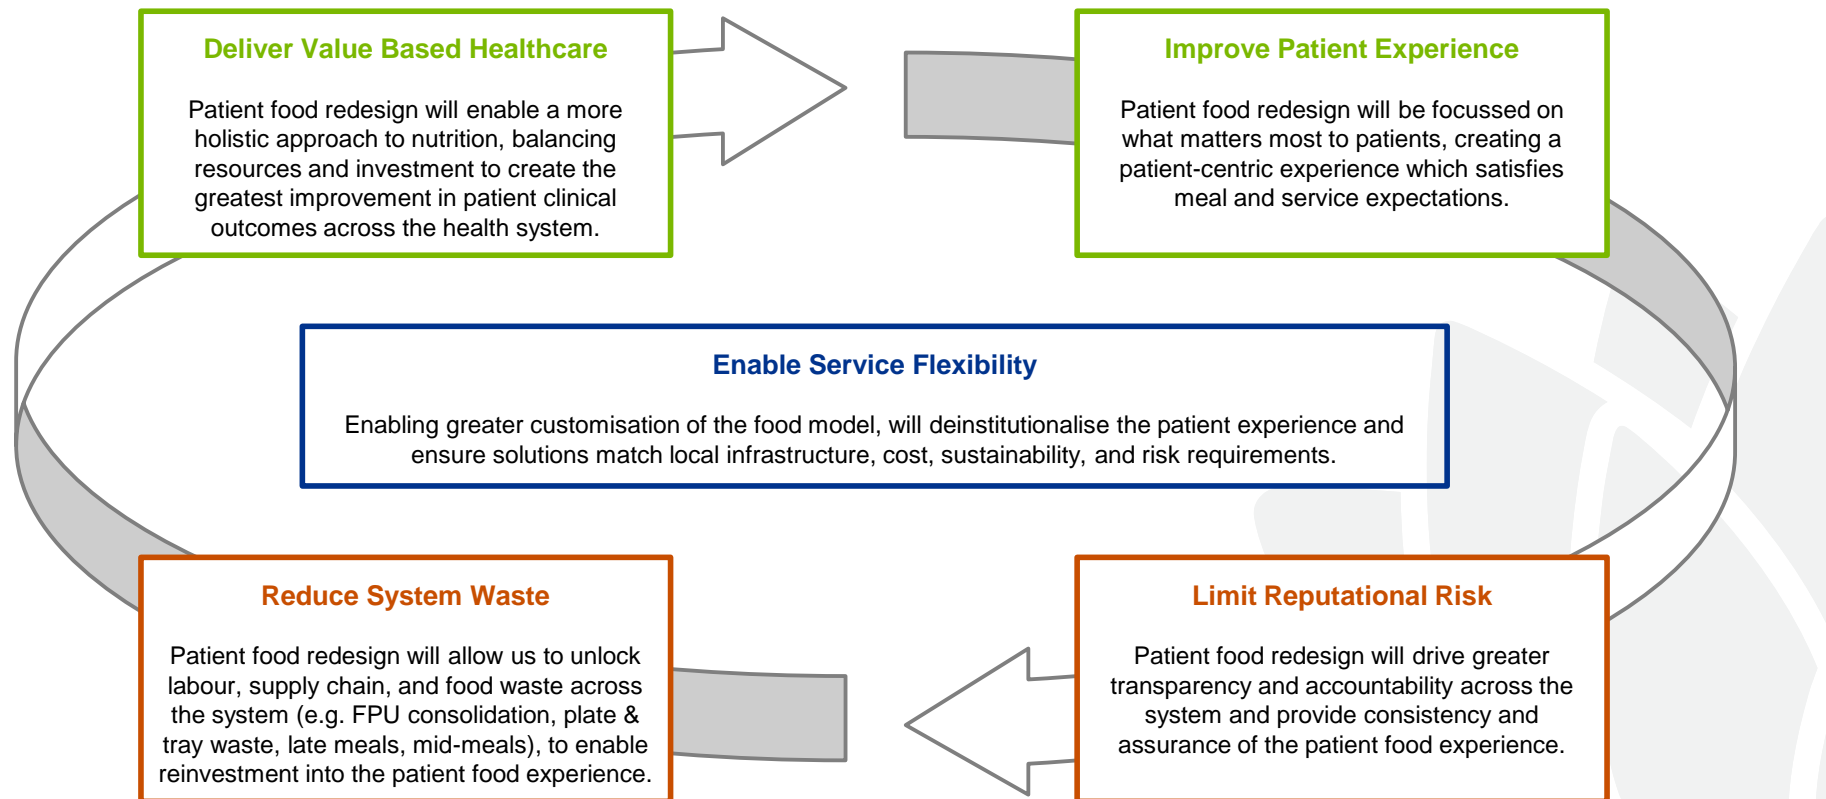 Deliver Value Based Healthcare
Patient food redesign will enable a more
holistic approach to nutrition, balancing
resources and investment to create the
greatest improvement in patient clinical
outcomes across the health system.
Improve Patient Experience
Patient food redesign will be focussed on
what matters most to patients, creating a
patient-centric experience which satisfies
meal and service expectations.
Enable Service Flexibility
Enabling greater customisation of the food model, will deinstitutionalise the patient experience and
ensure solutions match local infrastructure, cost, sustainability, and risk requirements.
Reduce System Waste
Patient food redesign will allow us to unlock
labour, supply chain, and food waste across
the system (e.g. FPU consolidation, plate &
tray waste, late meals, mid-meals), to enable
reinvestment into the patient food experience.
Limit Reputational Risk
Patient food redesign will drive greater
transparency and accountability across the
system and provide consistency and
assurance of the patient food experience.